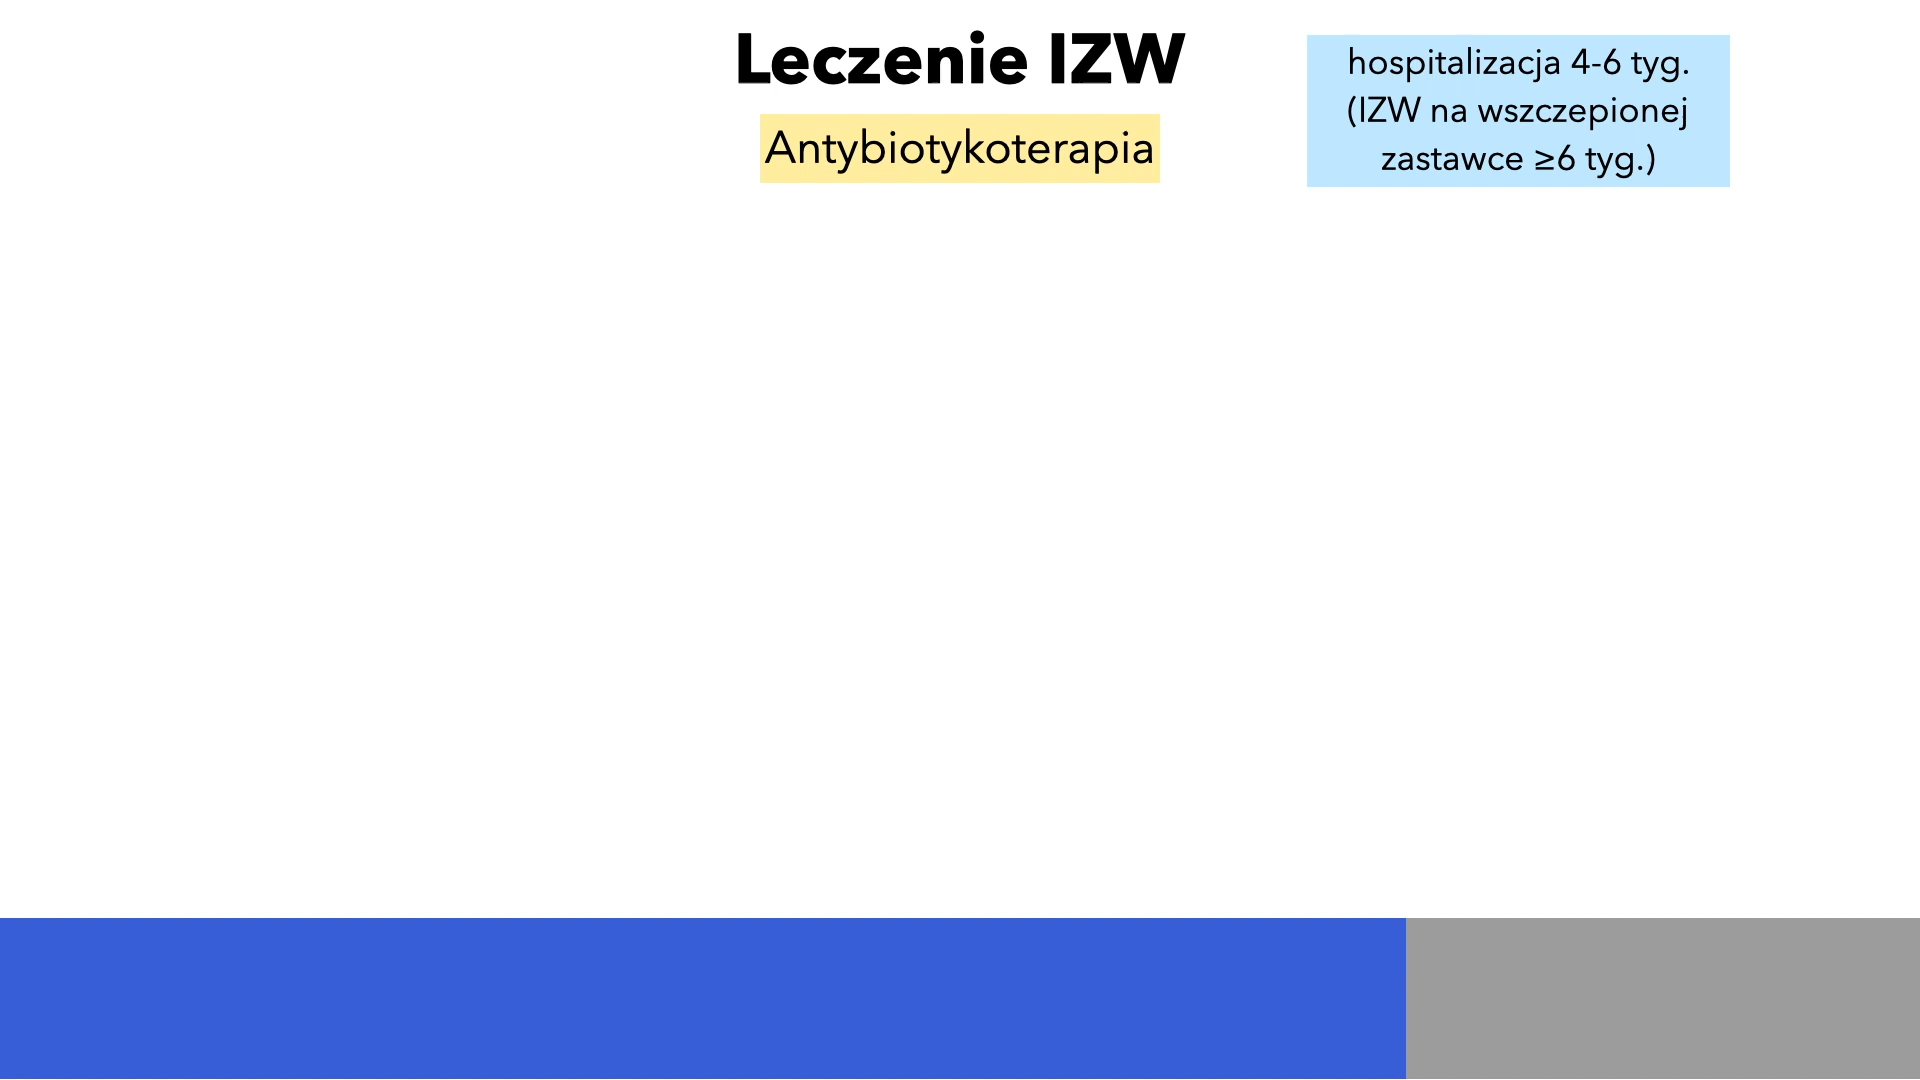 Leczenie IZW
Antybiotykoterapia
hospitalizacja 4-6 tyg.
(IZW na wszczepionej
zastawce ≥6 tyg.)